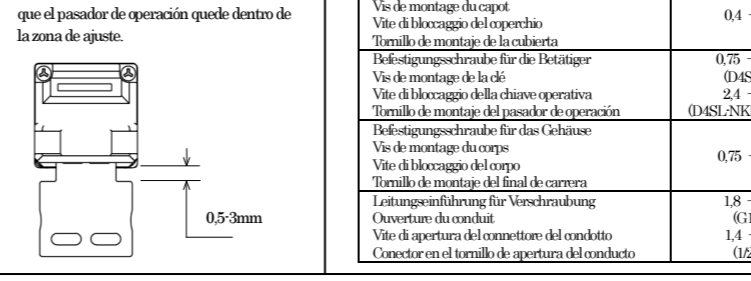 que el pasador de operación quede dentro de
la zona de ajuste.
0,5-3mm
Vis de montage du capot
Vite di bloccaggio del coperchio
Tornillo de montaje de la cubierta
0,4 -
Befestigungsschraube für die Betätiger
Vis de montage de la clé
Vite di bloccaggio della chiave operativa
Tornillo de montaje del pasador de operación
0,75 -
(D4S
2,4 -
(D4SL-NK
Befestigungsschraube für das Gehäuse
Vis de montage du corps
Vite di bloccaggio del corpo
Tornillo de montaje del final de carrera
0,75 -
Leitungseinführung für Verschraubung
Ouverture du conduit
Vite di apertura del connettore del condotto
Conector en el tornillo de apertura del conducto
1,8 -
(G1
1,4 -
(1/2